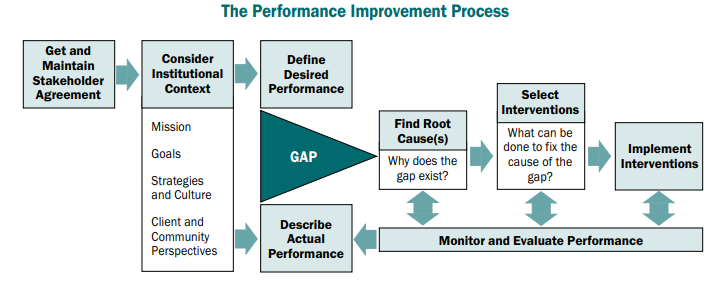 The Performance Improvement Process
Get and
Maintain
Stakeholder
Agreement
Consider
Institutional
Context
Mission
Goals
Strategies
and Culture
Client and
Community
Perspectives
Define
Desired
Performance
GAP
Describe
Actual
Performance
Find Root
Cause(s)
Why does the
gap exist?
Select
Interventions
What can be
done to fix the
cause of the
gap?
Implement
Interventions
Monitor and Evaluate Performance